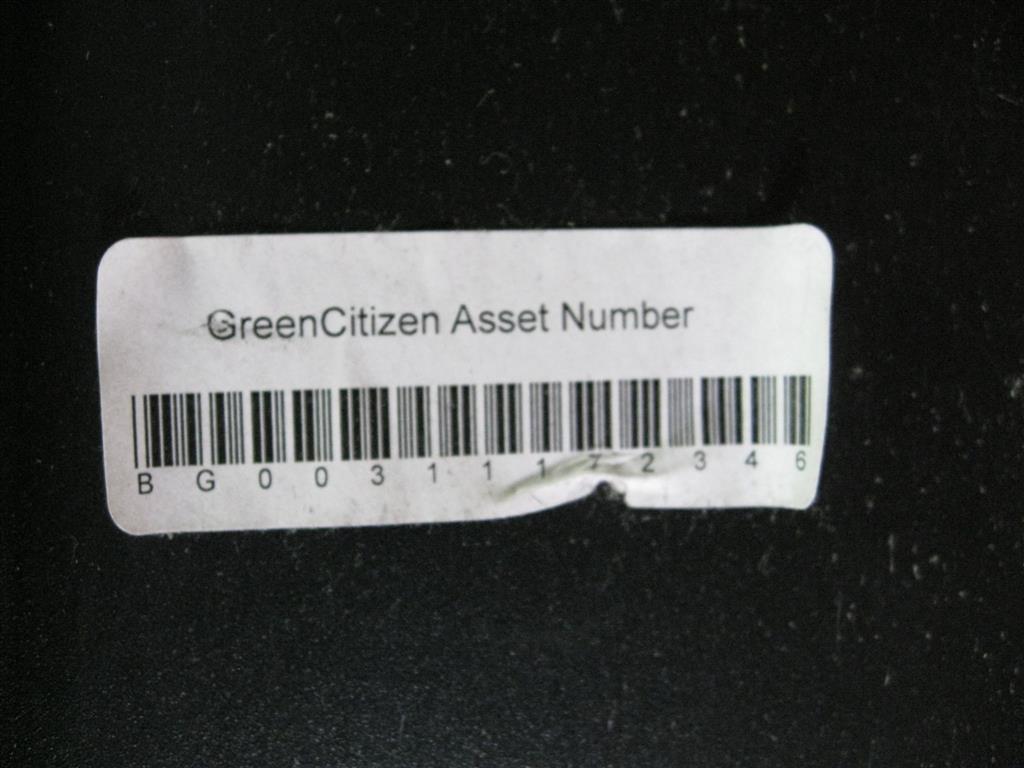 GreenCitizen Asset Number
B G 0 0 3 1 1 1 7 2 3 4 6